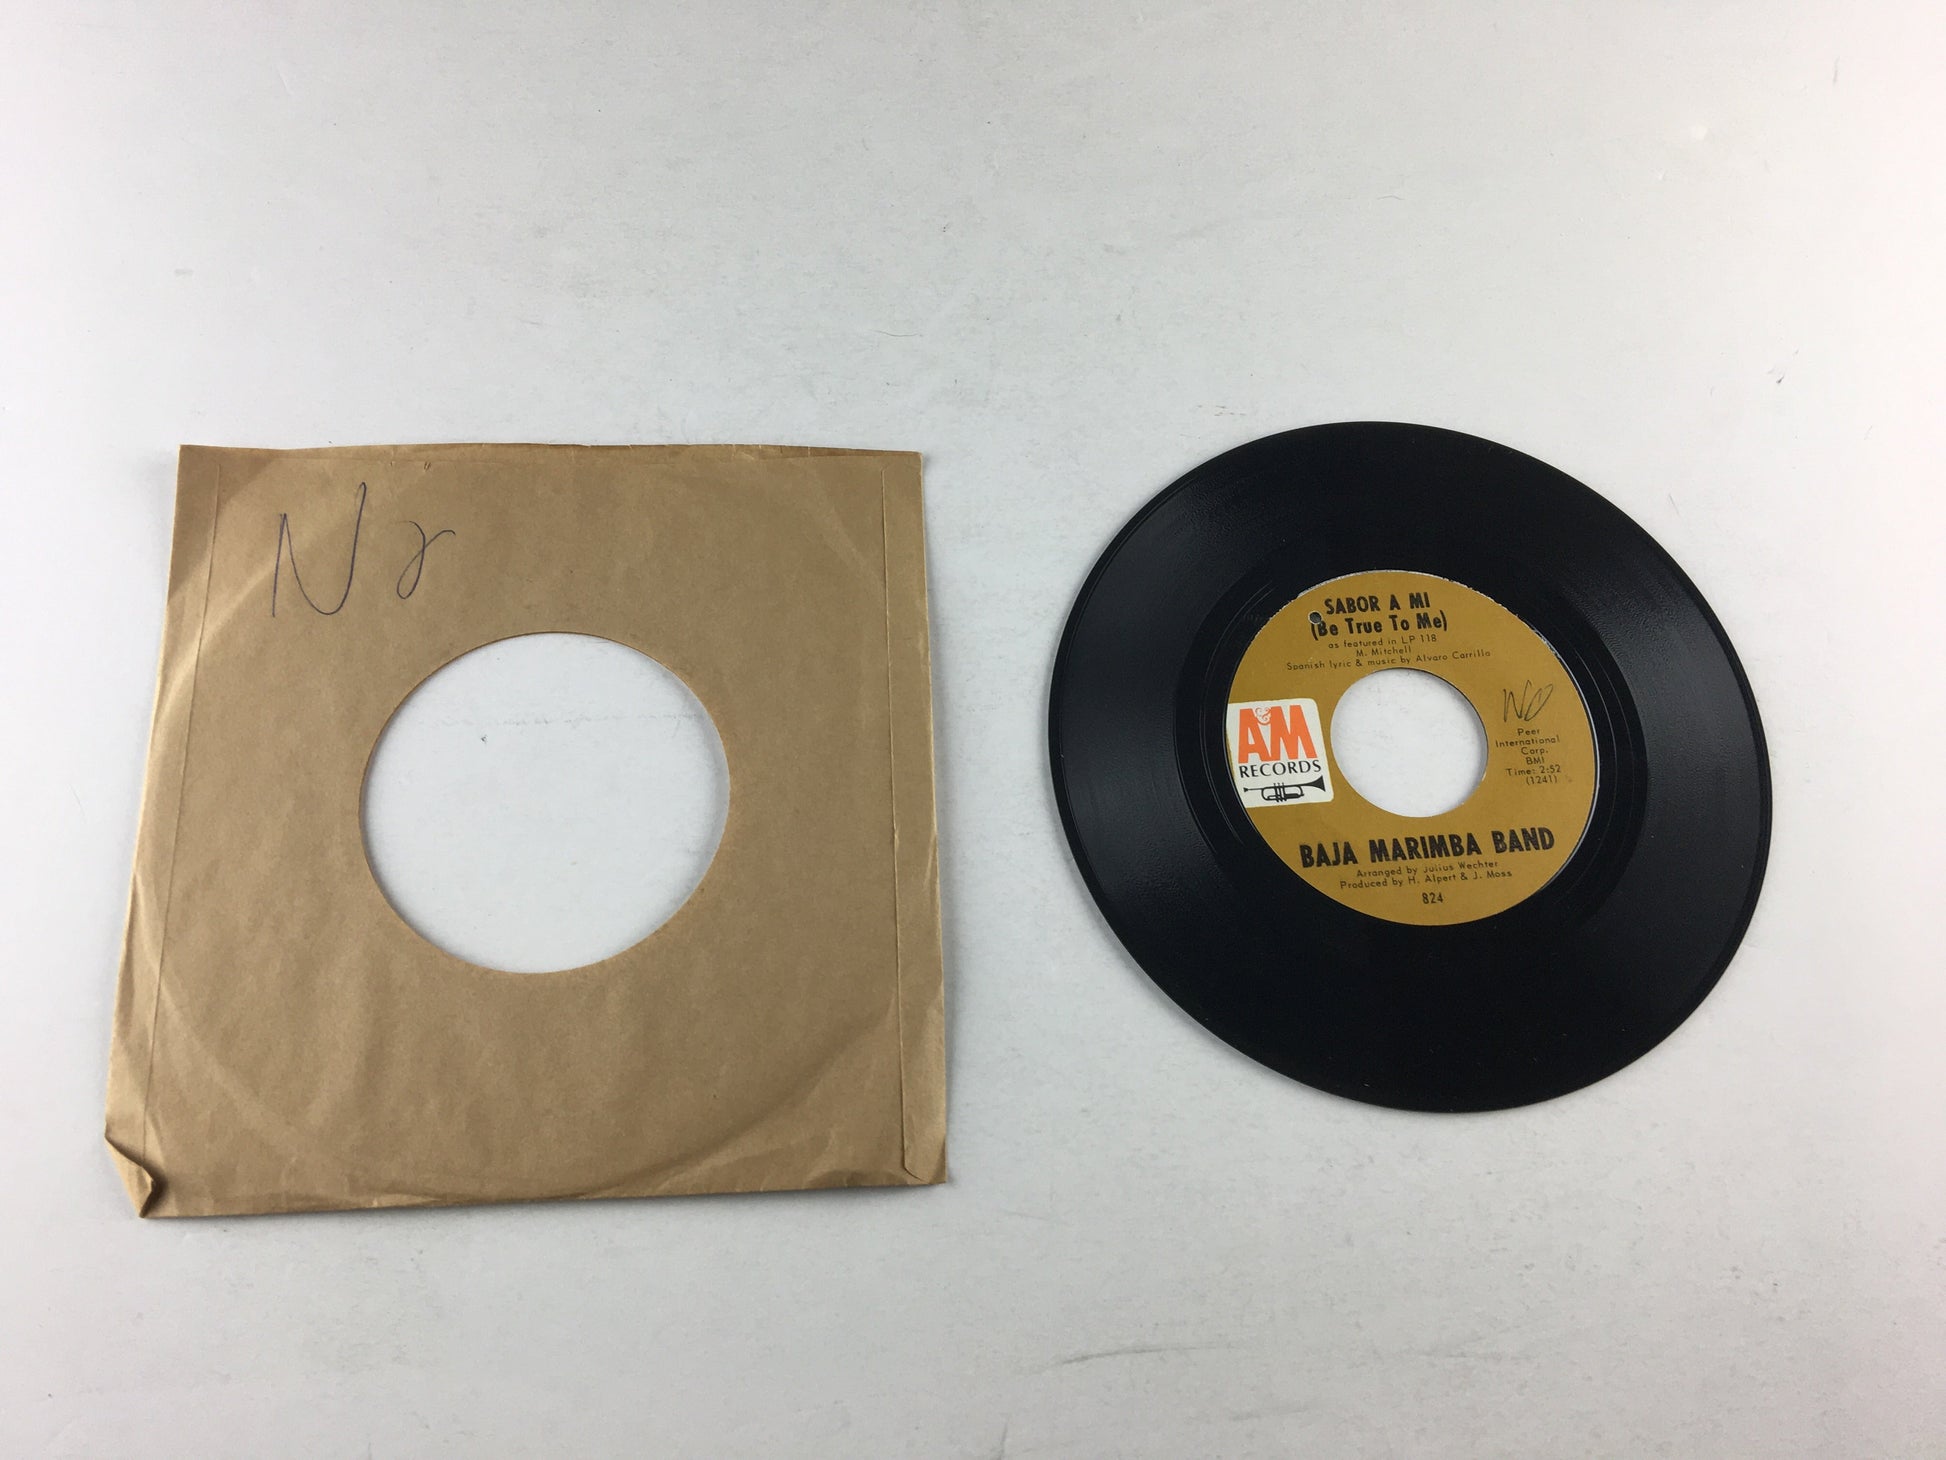 SABOR A MI
(Be True To Me)
as featured in LP 118
M. Mitchell
Spanish lyric & music by Alvaro Carrillo
A&M
RECORDS
Peer
International
Corp.
BMI
Time: 2:52
(1241)
BAJA MARIMBA BAND
Arranged by Julius Wechter
Produced by H. Alpert & J. Moss
824